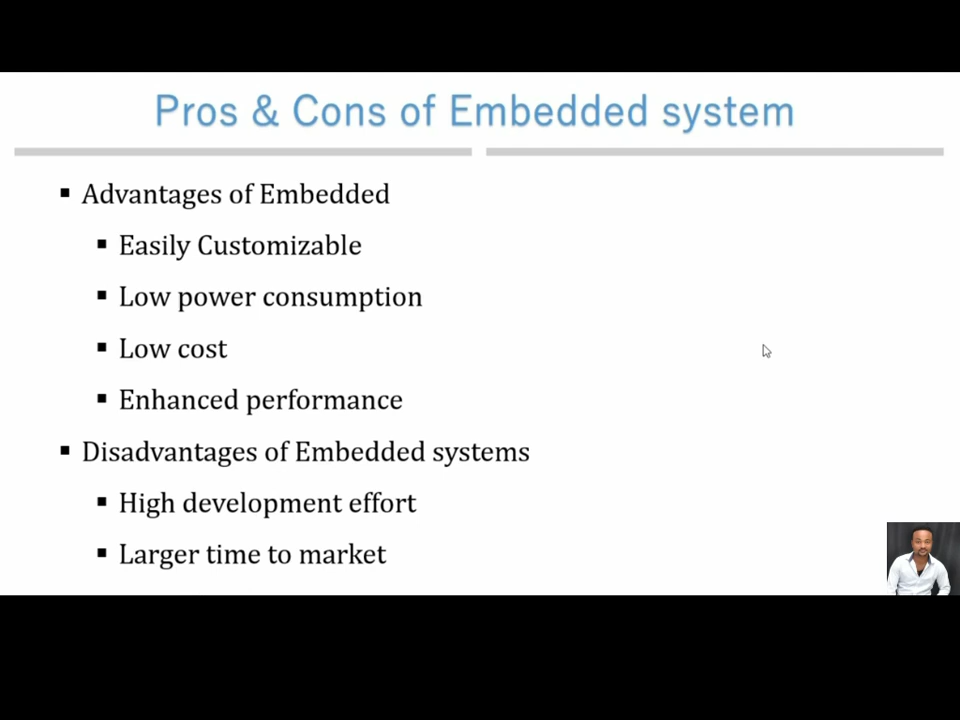 Pros & Cons of Embedded system
▪ Advantages of Embedded
▪ Easily Customizable
▪ Low power consumption
▪ Low cost
▪ Enhanced performance
▪ Disadvantages of Embedded systems
▪ High development effort
▪ Larger time to market